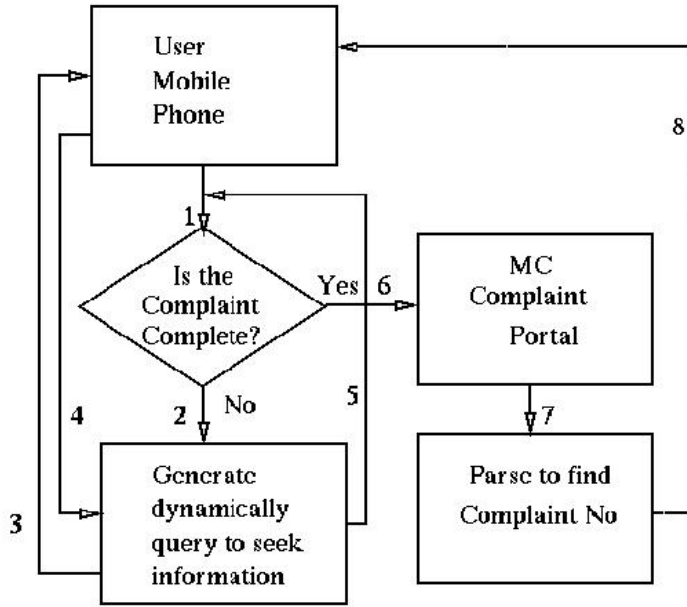 User
Mobile
Phone
8
1
Is the
Complaint
Complete?
Yes 6
MC
Complaint
Portal
4
2 No
5
7
3
Generate
dynamically
query to seek
information
Parse to find
Complaint No